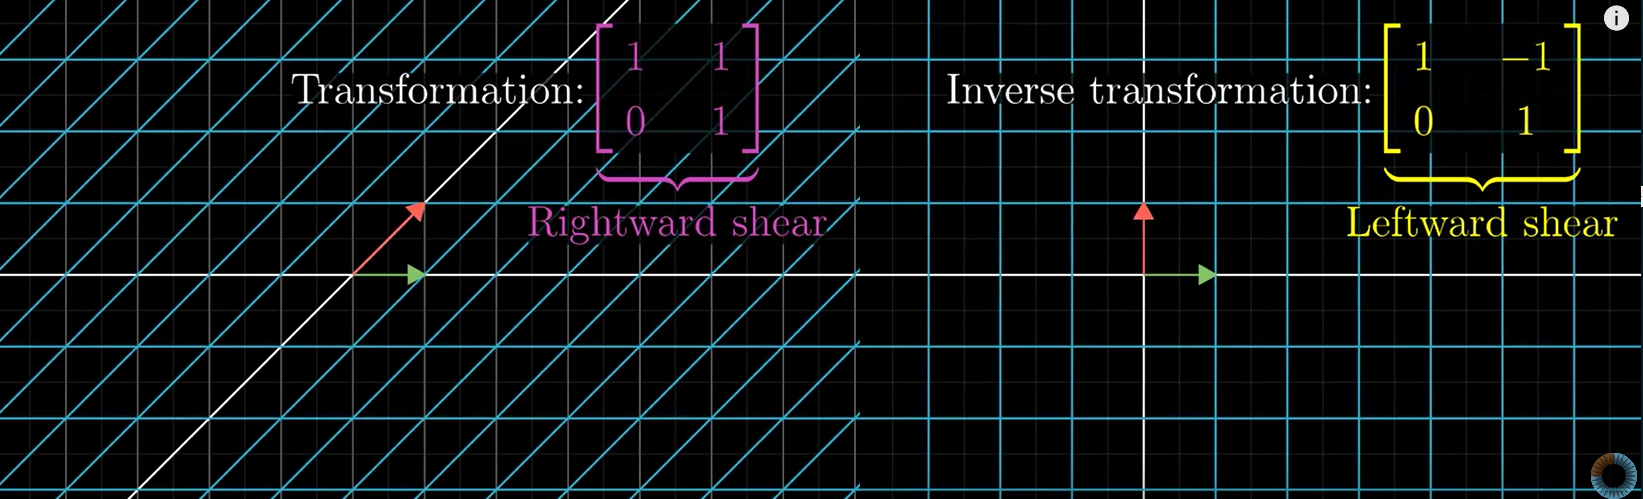 Transformation:
1 1
0 1
Rightward shear
Inverse transformation:
1 −1
0 1
Leftward shear
i